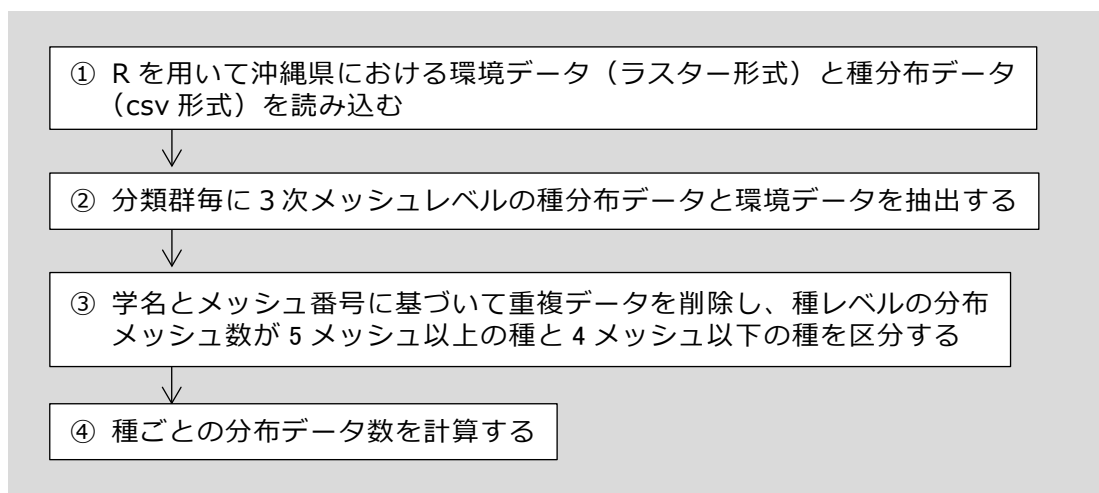 ① R を用いて沖縄県における環境データ（ラスター形式）と種分布データ
（csv 形式）を読み込む
② 分類群毎に３次メッシュレベルの種分布データと環境データを抽出する
③ 学名とメッシュ番号に基づいて重複データを削除し、種レベルの分布
メッシュ数が 5 メッシュ以上の種と 4 メッシュ以下の種を区分する
④ 種ごとの分布データ数を計算する